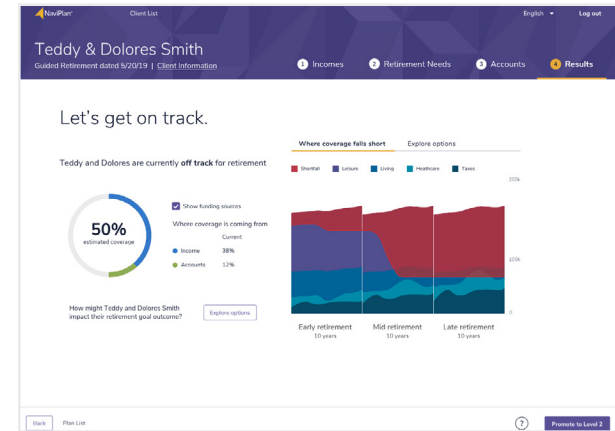 NaviPlan
Client List
English
Log out
Teddy & Dolores Smith
Guided Retirement dated 5/20/19 | Client Information
1 Incomes
2 Retirement Needs
3 Accounts
4 Results
Let's get on track.
Teddy and Dolores are currently off track for retirement
50%
estimated coverage
Show funding sources
Where coverage is coming from
Current
Income 38%
Accounts 12%
How might Teddy and Dolores Smith
impact their retirement goal outcome?
Explore options
Where coverage falls short
Explore options
Shortfall
Leisure
Living
Healthcare
Taxes
200k
100k
0
Early retirement
10 years
Mid retirement
10 years
Late retirement
10 years
Back
Plan List
?
Promote to Level 2